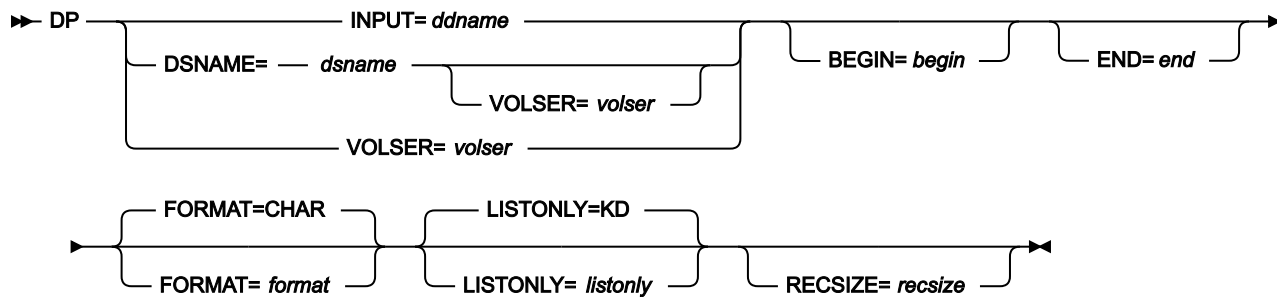 DP INPUT= ddname
DSNAME= dsname BEGIN= begin END= end
VOLSER= volser
VOLSER= volser
FORMAT=CHAR LISTONLY=KD
FORMAT= format LISTONLY= listonly RECSIZE= recsize